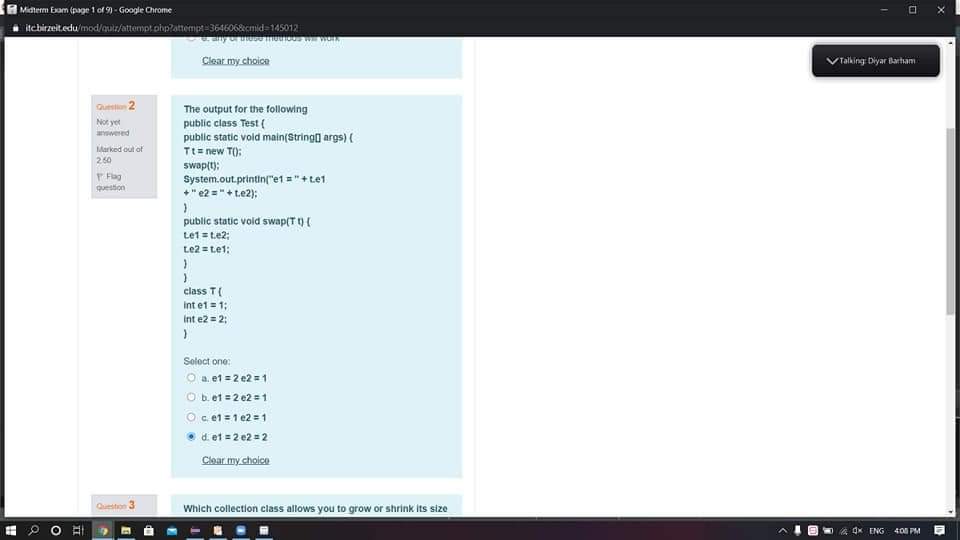 Midterm Exam (page 1 of 9) - Google Chrome
itc.birzeit.edu/mod/quiz/attempt.php?attempt=364606&cmid=145012
e. any of these methods will work
Clear my choice
Talking: Diyar Barham
Question 2
Not yet
answered
Marked out of
2.50
Flag
question
The output for the following
public class Test {
public static void main(String[] args) {
T t = new T();
swap(t);
System.out.println("e1 = " + t.e1
+ " e2 = " + t.e2);
}
public static void swap(T t) {
t.e1 = t.e2;
t.e2 = t.e1;
}
}
class T {
int e1 = 1;
int e2 = 2;
}
Select one:
a. e1 = 2 e2 = 1
b. e1 = 2 e2 = 1
c. e1 = 1 e2 = 1
d. e1 = 2 e2 = 2
Clear my choice
Question 3
Which collection class allows you to grow or shrink its size
ENG 4:08 PM